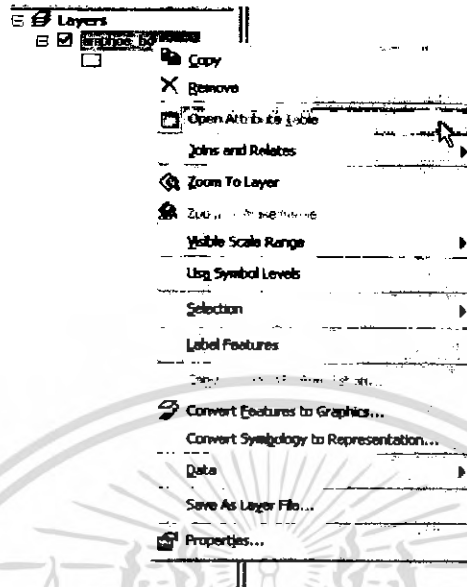 Layers
Copy
Remove
Open Attribute Table
Joins and Relates
Zoom To Layer
Visible Scale Range
Use Symbol Levels
Selection
Label Features
Convert Features to Graphics...
Convert Symbology to Representation...
Data
Save As Layer File...
Properties...